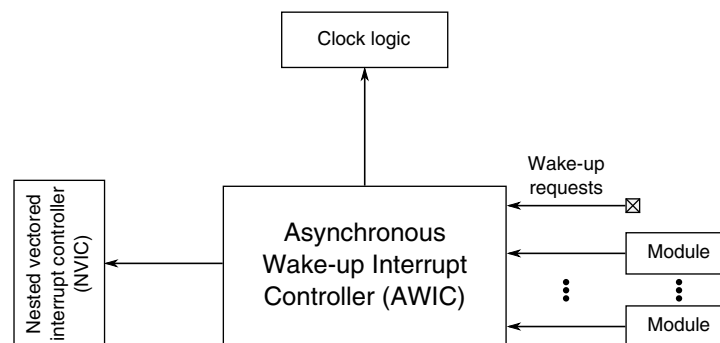 Clock logic
Wake-up
requests
Nested vectored
interrupt controller
(NVIC)
Asynchronous
Wake-up Interrupt
Controller (AWIC)
Module
Module